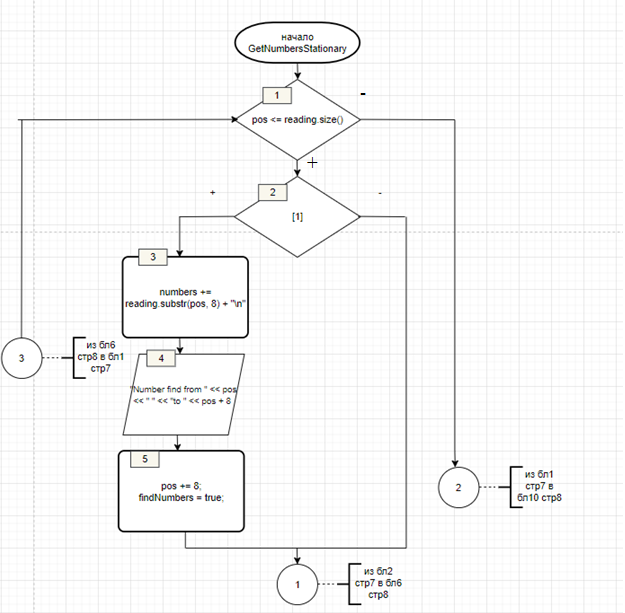 начало
GetNumbersStationary
1
-
pos <= reading.size()
+
2
+
-
[1]
3
numbers +=
reading.substr(pos, 8) + "\n"
4
"Number find from " << pos
<< " " << "to " << pos + 8
3
из бл6
стр8 в бл1
стр7
5
pos += 8;
findNumbers = true;
2
из бл1
стр7 в
бл10 стр8
1
из бл2
стр7 в бл6
стр8